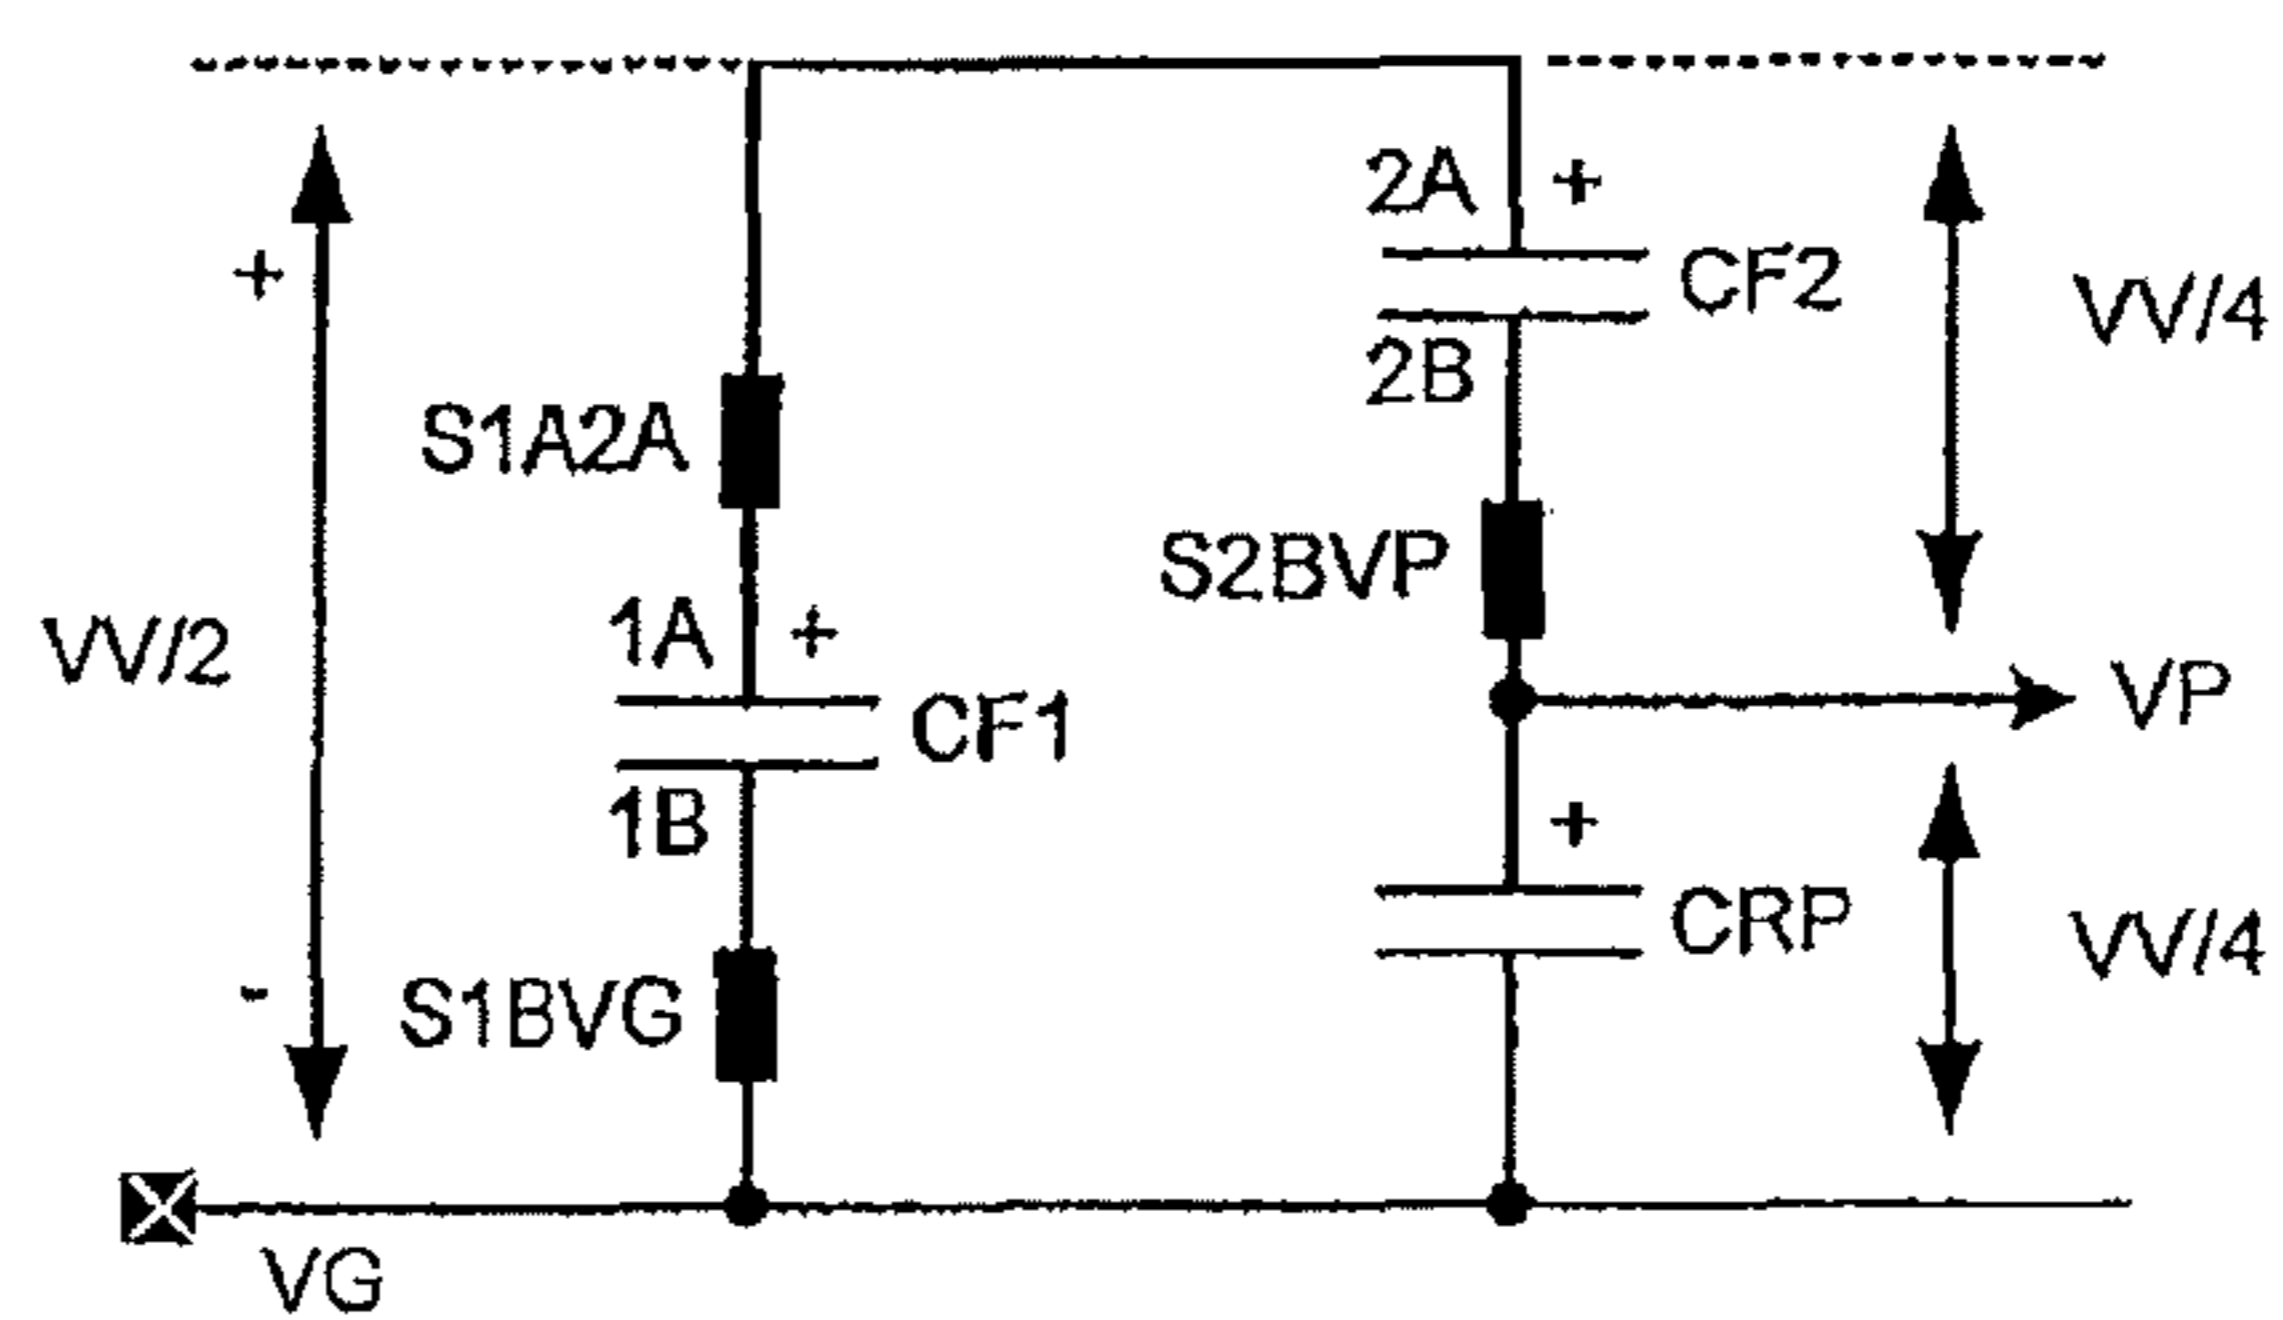 2A +
+ CF2 VV/4
2B
S1A2A
S2BVP
VV/2 1A +
VP
CF1
1B +
CRP VV/4
- S1BVG
VG